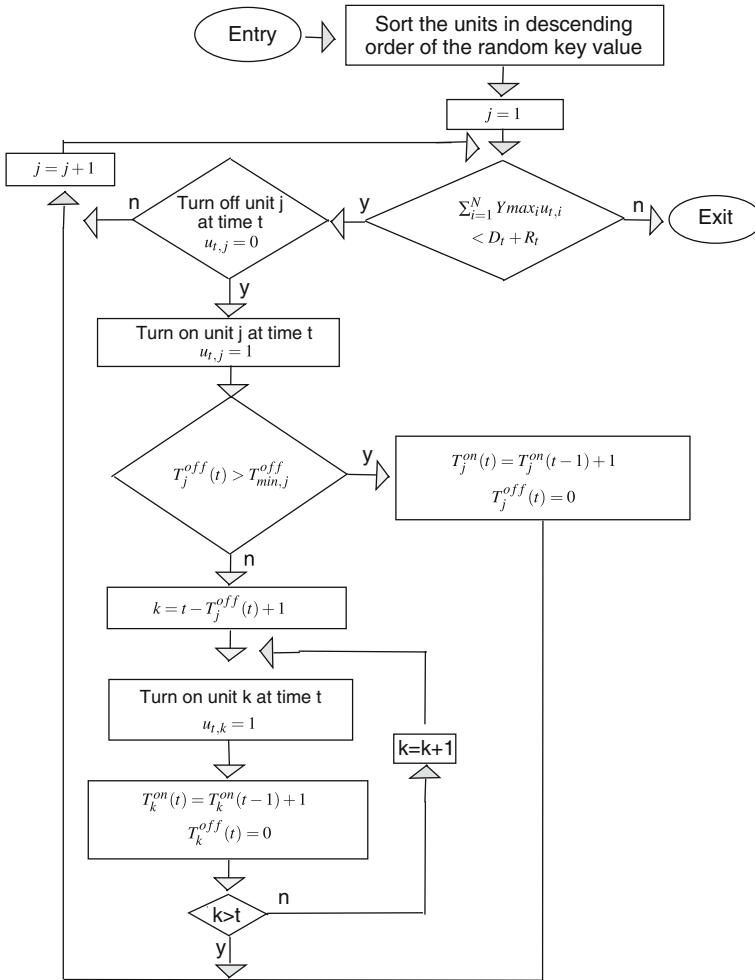 Entry
Sort the units in descending
order of the random key value
j = 1
j = j + 1
n
Turn off unit j
at time t
u_{t,j} = 0
y
∑_{i=1}^{N} Ymax_i u_{t,i}
< D_t + R_t
n
Exit
y
Turn on unit j at time t
u_{t,j} = 1
T_j^{off}(t) > T_{min,j}^{off}
y
T_j^{on}(t) = T_j^{on}(t − 1) + 1
T_j^{off}(t) = 0
n
k = t − T_j^{off}(t) + 1
Turn on unit k at time t
u_{t,k} = 1
k=k+1
T_k^{on}(t) = T_k^{on}(t − 1) + 1
T_k^{off}(t) = 0
n
k>t
y